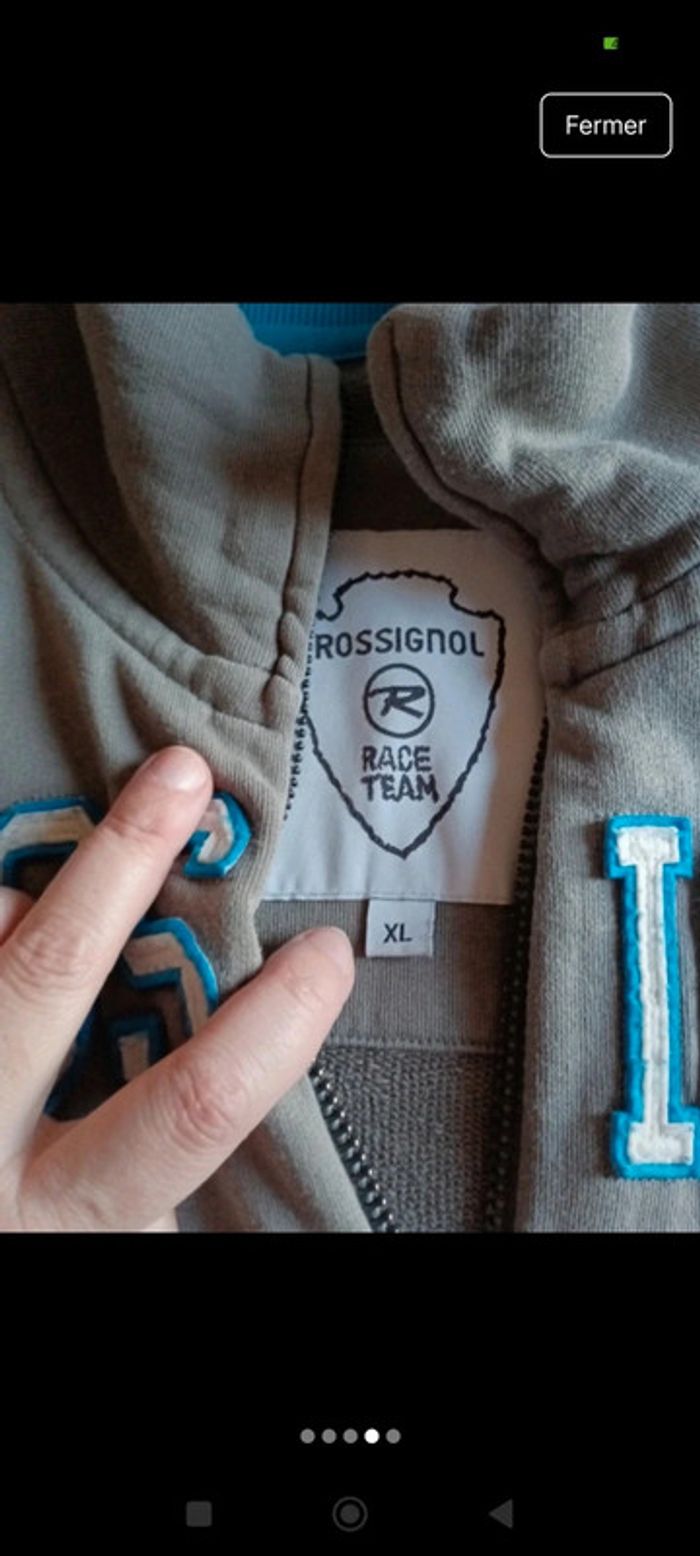 Fermer
ROSSIGNOL
R
RACE
TEAM
XL
I